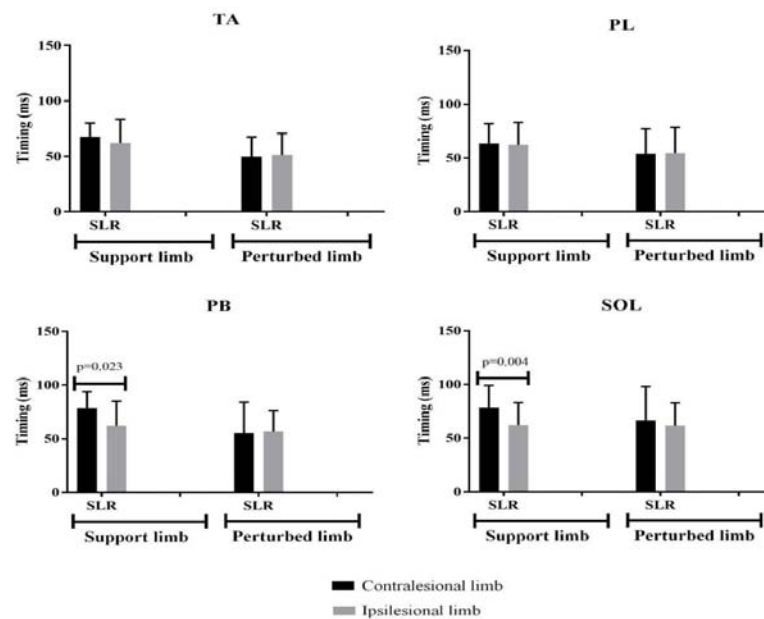 TA
150
100
50
0
Timing (ms)
SLR
SLR
Support limb
Perturbed limb
PL
150
100
50
0
Timing (ms)
SLR
SLR
Support limb
Perturbed limb
PB
150
100
50
0
Timing (ms)
p=0.023
SLR
SLR
Support limb
Perturbed limb
SOL
150
100
50
0
Timing (ms)
p=0.004
SLR
SLR
Support limb
Perturbed limb
Contralesional limb
Ipsilesional limb